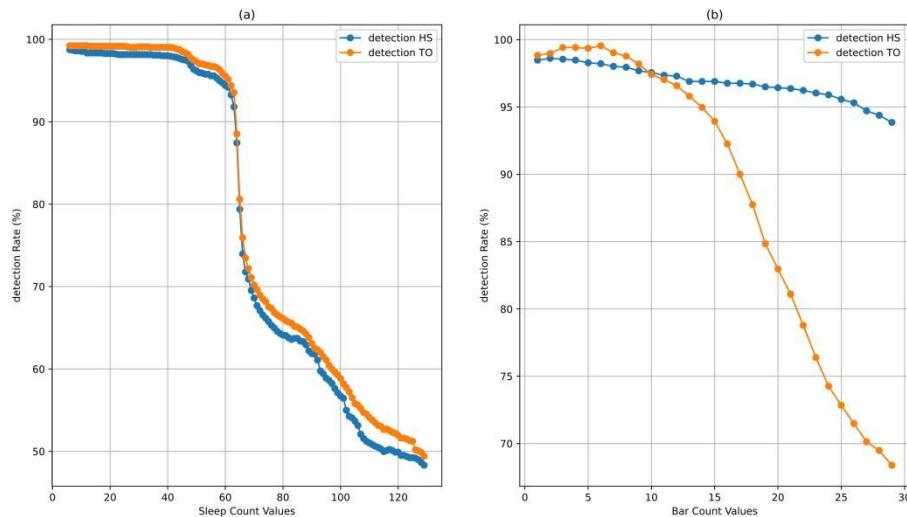 (a)
detection HS
detection TO
100
90
80
70
60
50
detection Rate (%)
0 20 40 60 80 100 120
Sleep Count Values
(b)
detection HS
detection TO
100
95
90
85
80
75
70
detection Rate (%)
0 5 10 15 20 25 30
Bar Count Values